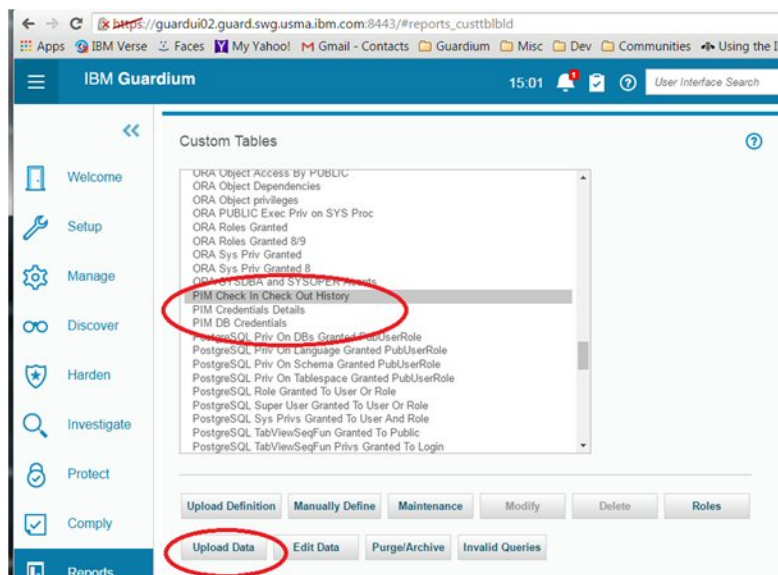 https://guardui02.guard.swg.usma.ibm.com:8443/#reports_custtblbld
Apps IBM Verse Faces My Yahoo! Gmail - Contacts Guardium Misc Dev Communities Using the I
IBM Guardium 15:01 1 User Interface Search
Custom Tables
Welcome
Setup
Manage
Discover
Harden
Investigate
Protect
Comply
Reports
ORA Object Access By PUBLIC
ORA Object Dependencies
ORA Object privileges
ORA PUBLIC Exec Priv on SYS Proc
ORA Roles Granted
ORA Roles Granted 8/9
ORA Sys Priv Granted
ORA Sys Priv Granted 8
ORA SYSDBA and SYSOPER
PIM Check In Check Out History
PIM Credentials Details
PIM DB Credentials
PostgreSQL Priv On DBs Granted PubUserRole
PostgreSQL Priv On Language Granted PubUserRole
PostgreSQL Priv On Schema Granted PubUserRole
PostgreSQL Priv On Tablespace Granted PubUserRole
PostgreSQL Role Granted To User Or Role
PostgreSQL Super User Granted To User Or Role
PostgreSQL Sys Privs Granted To User And Role
PostgreSQL TabViewSeqFun Granted To Public
PostgreSQL TabViewSeqFun Privs Granted To Login
Upload Definition Manually Define Maintenance Modify Delete Roles
Upload Data Edit Data Purge/Archive Invalid Queries